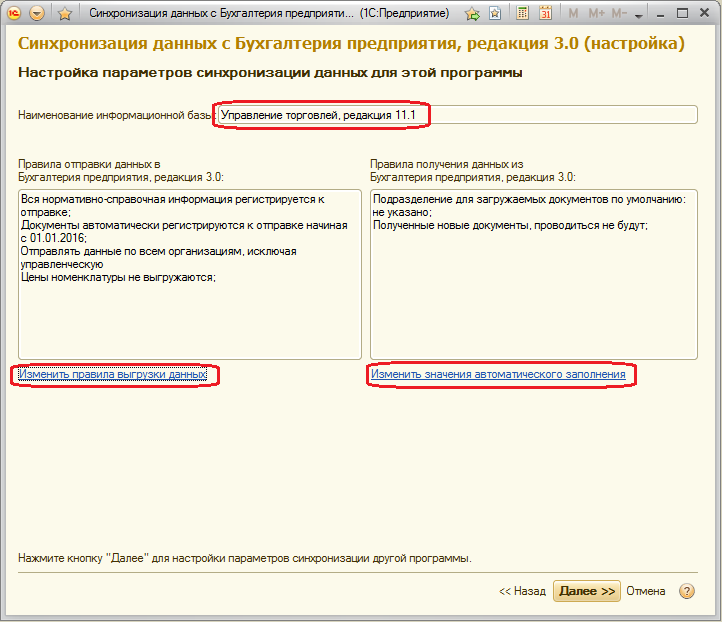 Синхронизация данных с Бухгалтерия предприяти... (1С:Предприятие)
31
M M+ M-
Синхронизация данных с Бухгалтерия предприятия, редакция 3.0 (настройка)
Настройка параметров синхронизации данных для этой программы
Наименование информационной базы: Управление торговлей, редакция 11.1
Правила отправки данных в
Бухгалтерия предприятия, редакция 3.0:
Вся нормативно-справочная информация регистрируется к
отправке;
Документы автоматически регистрируются к отправке начиная
с 01.01.2016;
Отправлять данные по всем организациям, исключая
управленческую
Цены номенклатуры не выгружаются;
Изменить правила выгрузки данных
Правила получения данных из
Бухгалтерия предприятия, редакция 3.0:
Подразделение для загружаемых документов по умолчанию:
не указано;
Полученные новые документы, проводиться не будут;
Изменить значения автоматического заполнения
Нажмите кнопку "Далее" для настройки параметров синхронизации другой программы.
<< Назад Далее >> Отмена ?